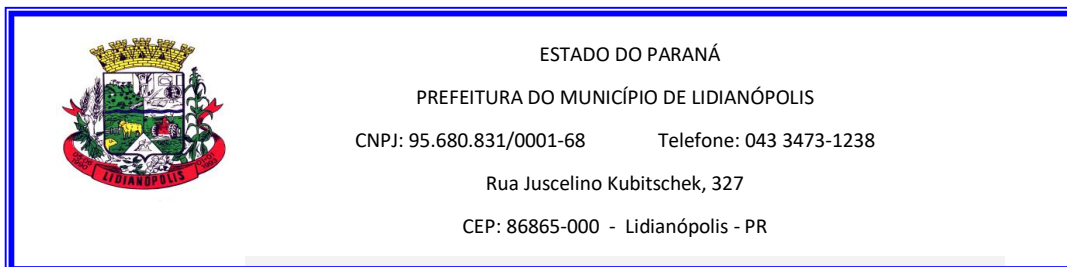 ESTADO DO PARANÁ
PREFEITURA DO MUNICÍPIO DE LIDIANÓPOLIS
CNPJ: 95.680.831/0001-68 Telefone: 043 3473-1238
Rua Juscelino Kubitschek, 327
CEP: 86865-000 - Lidianópolis - PR
LIDIANÓPOLIS